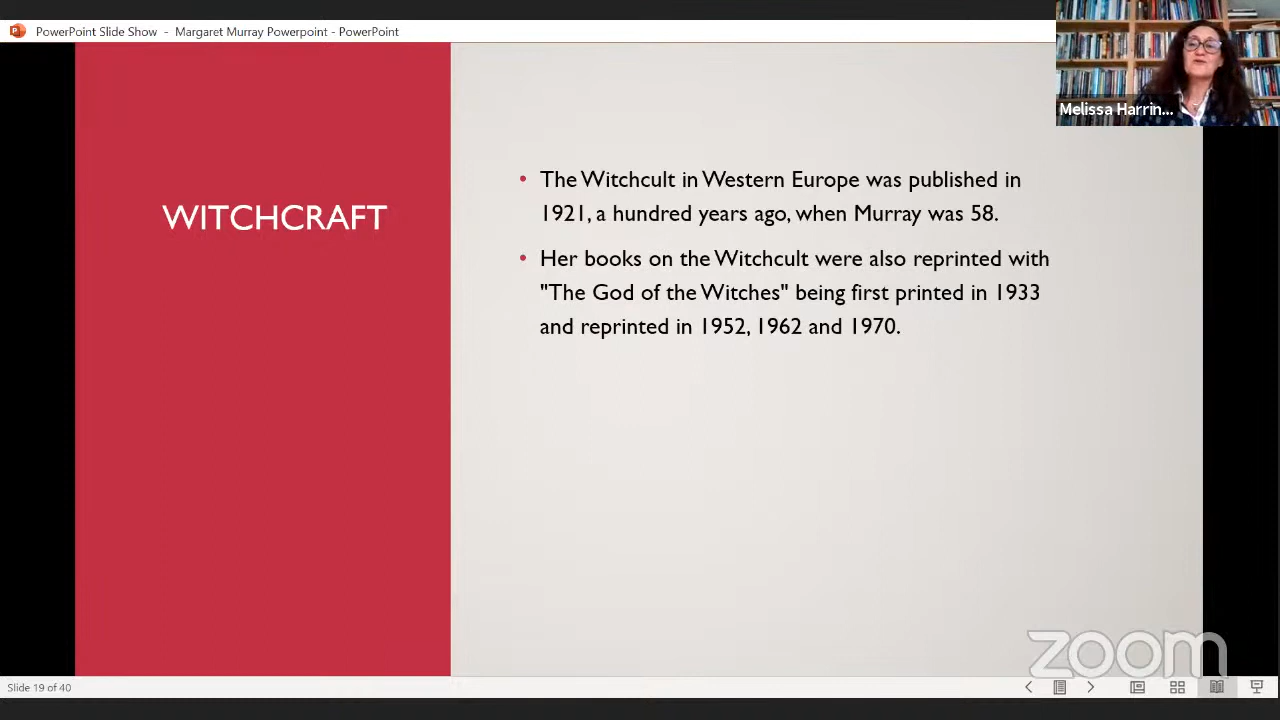 PowerPoint Slide Show - Margaret Murray Powerpoint - PowerPoint
Melissa Harrin...
WITCHCRAFT
• The Witchcult in Western Europe was published in
1921, a hundred years ago, when Murray was 58.
• Her books on the Witchcult were also reprinted with
"The God of the Witches" being first printed in 1933
and reprinted in 1952, 1962 and 1970.
zoom
Slide 19 of 40